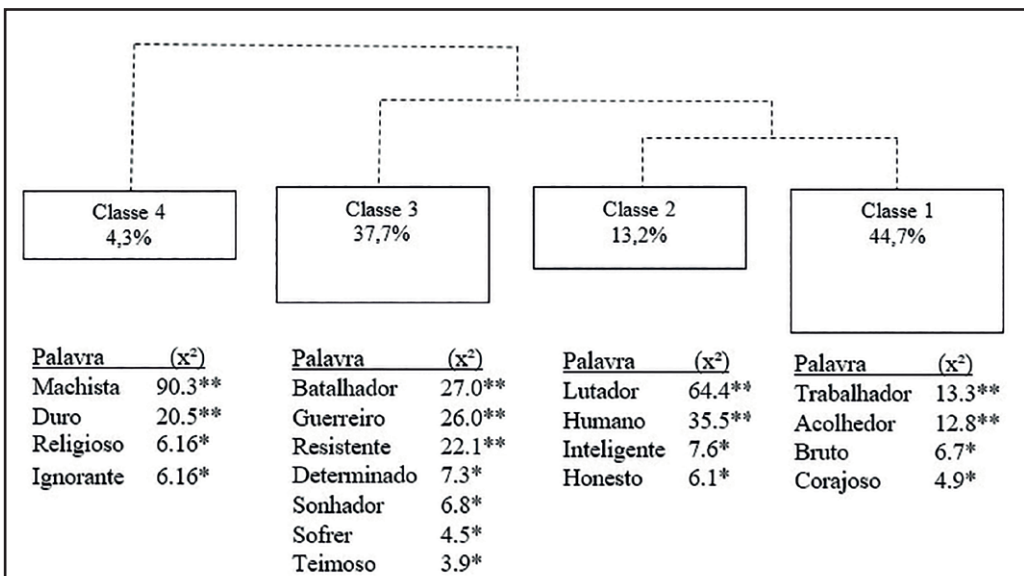 Classe 4
4,3%
Classe 3
37,7%
Classe 2
13,2%
Classe 1
44,7%
Palavra (x²)
Machista 90.3**
Duro 20.5**
Religioso 6.16*
Ignorante 6.16*
Palavra (x²)
Batalhador 27.0**
Guerreiro 26.0**
Resistente 22.1**
Determinado 7.3*
Sonhador 6.8*
Sofrer 4.5*
Teimoso 3.9*
Palavra (x²)
Lutador 64.4**
Humano 35.5**
Inteligente 7.6*
Honesto 6.1*
Palavra (x²)
Trabalhador 13.3**
Acolhedor 12.8**
Bruto 6.7*
Corajoso 4.9*